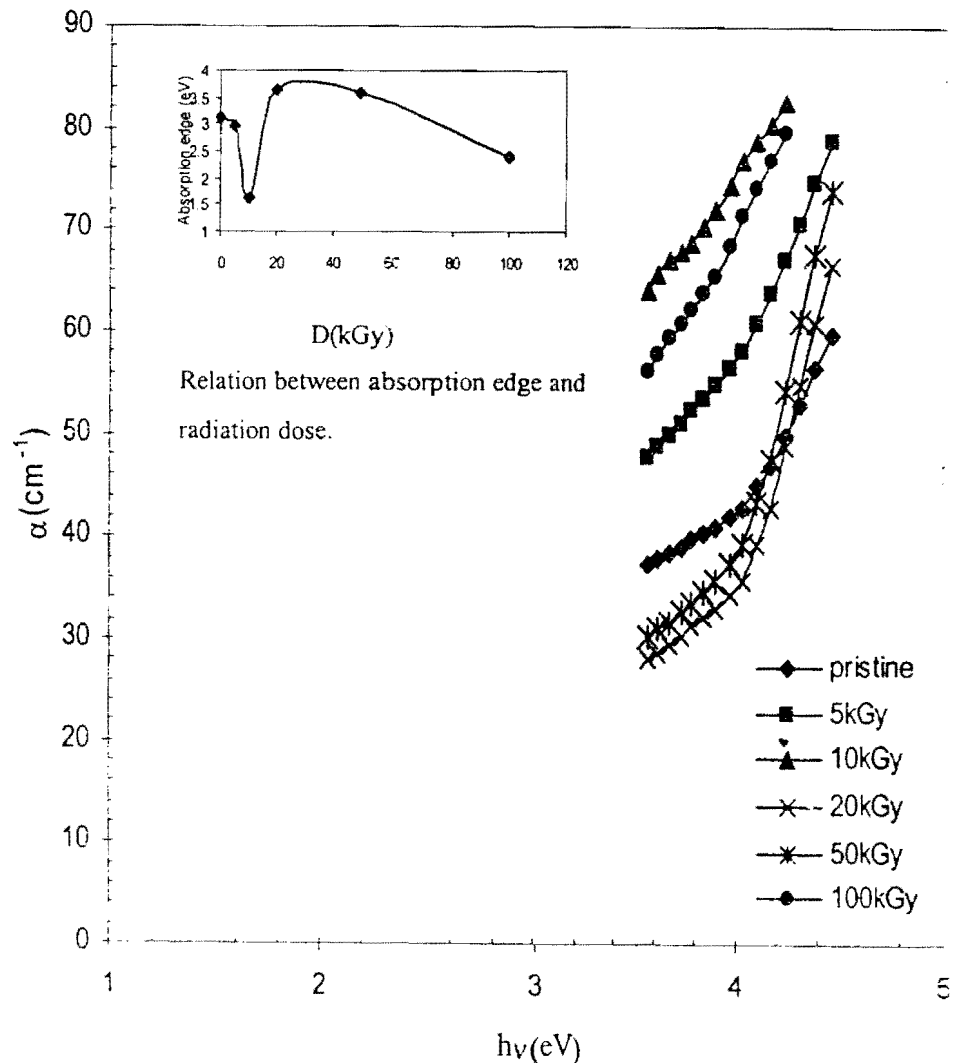 90
80
70
60
50
40
30
20
10
0
α(cm⁻¹)
1
2
3
4
5
hν(eV)
Absorption edge (eV)
4
3.5
3
2.5
2
1.5
1
0
20
40
60
80
100
120
D(kGy)
Relation between absorption edge and
radiation dose.
pristine
5kGy
10kGy
20kGy
50kGy
100kGy